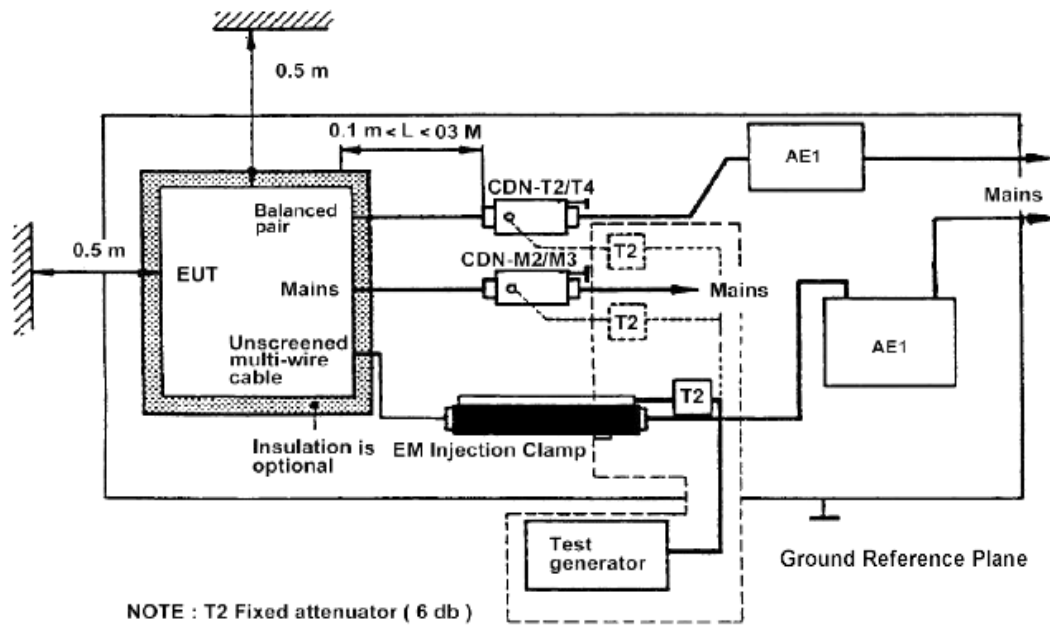 0.5 m
0.1 m < L < 03 M
AE1
CDN-T2/T4
Mains
Balanced
pair
T2
0.5 m
EUT
CDN-M2/M3
Mains
Mains
T2
AE1
Unscreened
multi-wire
cable
T2
Insulation is
optional
EM Injection Clamp
Test
generator
Ground Reference Plane
NOTE : T2 Fixed attenuator ( 6 db )